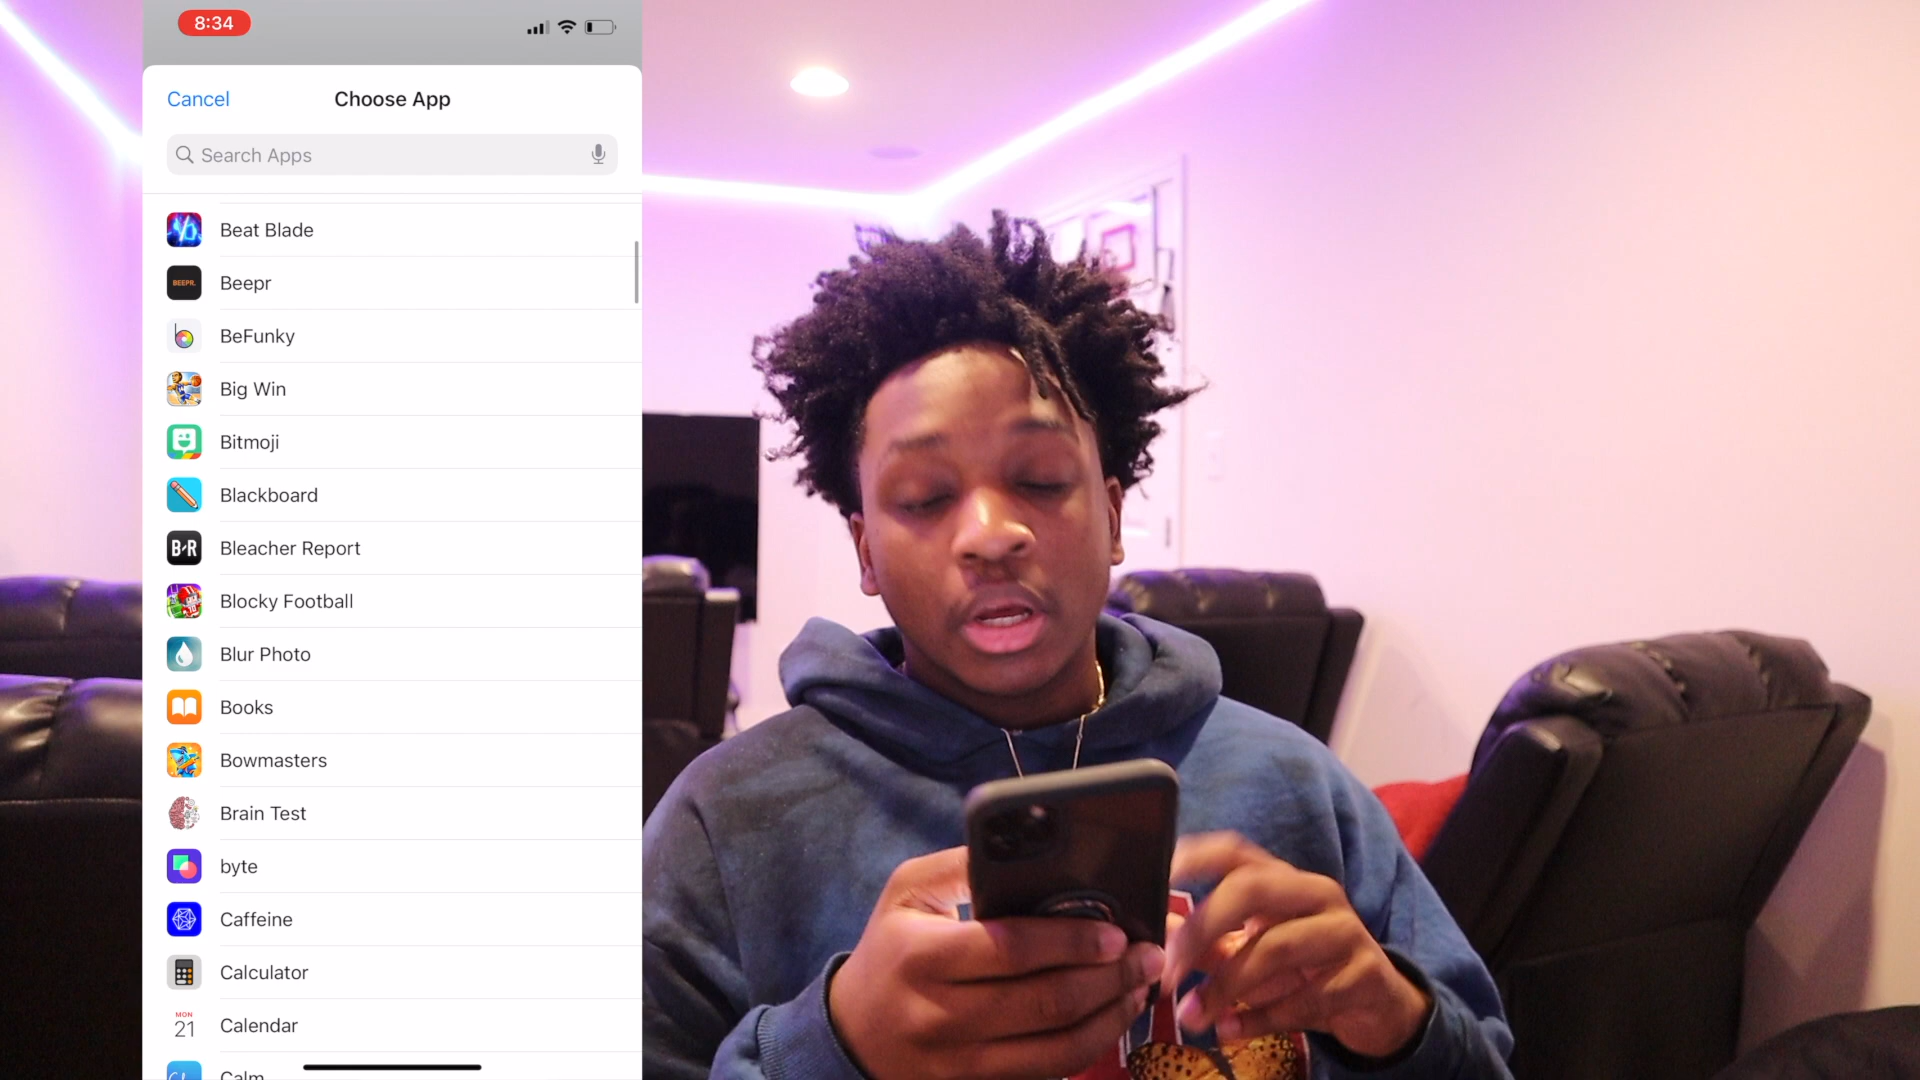 8:34
Cancel
Choose App
Search Apps
Beat Blade
BEEPR.
Beepr
BeFunky
Big Win
Bitmoji
Blackboard
B/R
Bleacher Report
Blocky Football
Blur Photo
Books
Bowmasters
Brain Test
byte
Caffeine
Calculator
MON
21
Calendar
Calm